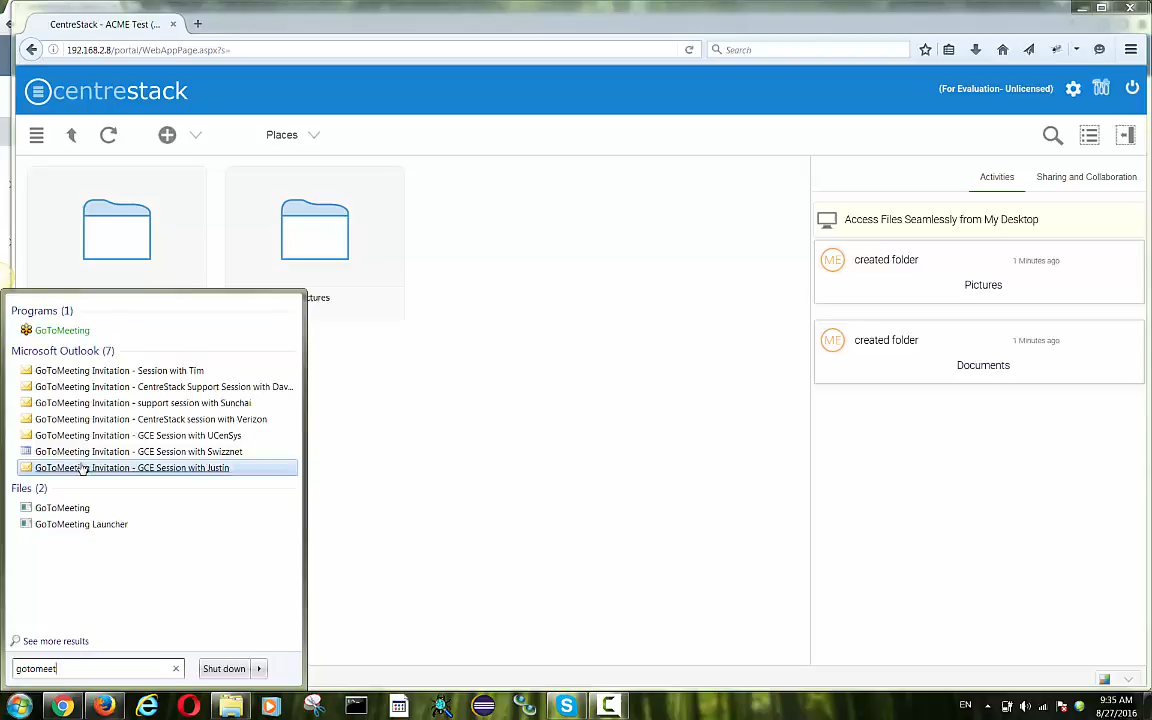 CentreStack - ACME Test (...
192.168.2.8/portal/WebAppPage.aspx?s=
Search
centrestack
(For Evaluation- Unlicensed)
Places
Activities
Sharing and Collaboration
Access Files Seamlessly from My Desktop
ME created folder 1 Minutes ago
Pictures
ME created folder 1 Minutes ago
Documents
ctures
Programs (1)
GoToMeeting
Microsoft Outlook (7)
GoToMeeting Invitation - Session with Tim
GoToMeeting Invitation - CentreStack Support Session with Dav...
GoToMeeting Invitation - support session with Sunchai
GoToMeeting Invitation - CentreStack session with Verizon
GoToMeeting Invitation - GCE Session with UCenSys
GoToMeeting Invitation - GCE Session with Swizznet
GoToMeeting Invitation - GCE Session with Justin
Files (2)
GoToMeeting
GoToMeeting Launcher
See more results
gotomeet
Shut down
EN
9:35 AM
8/27/2016